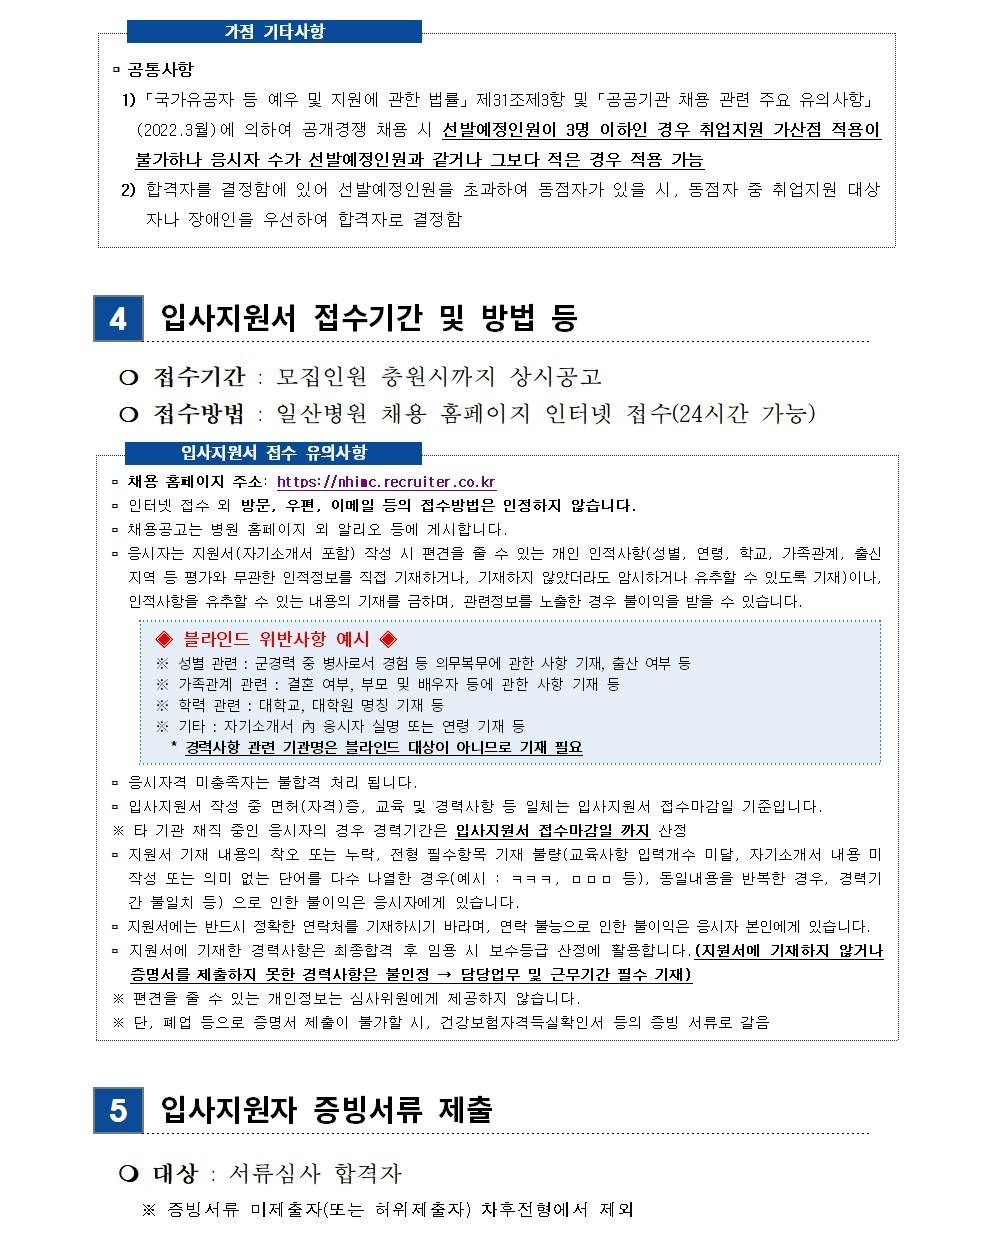 가점 기타사항
▫ 공통사항
1) 「국가유공자 등 예우 및 지원에 관한 법률」 제31조제3항 및 「공공기관 채용 관련 주요 유의사항」
(2022.3월)에 의하여 공개경쟁 채용 시 선발예정인원이 3명 이하인 경우 취업지원 가산점 적용이
불가하나 응시자 수가 선발예정인원과 같거나 그보다 적은 경우 적용 가능
2) 합격자를 결정함에 있어 선발예정인원을 초과하여 동점자가 있을 시, 동점자 중 취업지원 대상
자나 장애인을 우선하여 합격자로 결정함
4 입사지원서 접수기간 및 방법 등
❍ 접수기간 : 모집인원 충원시까지 상시공고
❍ 접수방법 : 일산병원 채용 홈페이지 인터넷 접수(24시간 가능)
입사지원서 접수 유의사항
▫ 채용 홈페이지 주소: https://nhimc.recruiter.co.kr
▫ 인터넷 접수 외 방문, 우편, 이메일 등의 접수방법은 인정하지 않습니다.
▫ 채용공고는 병원 홈페이지 외 알리오 등에 게시합니다.
▫ 응시자는 지원서(자기소개서 포함) 작성 시 편견을 줄 수 있는 개인 인적사항(성별, 연령, 학교, 가족관계, 출신
지역 등 평가와 무관한 인적정보를 직접 기재하거나, 기재하지 않았더라도 암시하거나 유추할 수 있도록 기재)이나,
인적사항을 유추할 수 있는 내용의 기재를 금하며, 관련정보를 노출한 경우 불이익을 받을 수 있습니다.
◈ 블라인드 위반사항 예시 ◈
※ 성별 관련 : 군경력 중 병사로서 경험 등 의무복무에 관한 사항 기재, 출산 여부 등
※ 가족관계 관련 : 결혼 여부, 부모 및 배우자 등에 관한 사항 기재 등
※ 학력 관련 : 대학교, 대학원 명칭 기재 등
※ 기타 : 자기소개서 內 응시자 실명 또는 연령 기재 등
* 경력사항 관련 기관명은 블라인드 대상이 아니므로 기재 필요
▫ 응시자격 미충족자는 불합격 처리 됩니다.
▫ 입사지원서 작성 중 면허(자격)증, 교육 및 경력사항 등 일체는 입사지원서 접수마감일 기준입니다.
※ 타 기관 재직 중인 응시자의 경우 경력기간은 입사지원서 접수마감일 까지 산정
▫ 지원서 기재 내용의 착오 또는 누락, 전형 필수항목 기재 불량(교육사항 입력개수 미달, 자기소개서 내용 미
작성 또는 의미 없는 단어를 다수 나열한 경우(예시 : ㅋㅋㅋ, ㅁㅁㅁ 등), 동일내용을 반복한 경우, 경력기
간 불일치 등) 으로 인한 불이익은 응시자에게 있습니다.
▫ 지원서에는 반드시 정확한 연락처를 기재하시기 바라며, 연락 불능으로 인한 불이익은 응시자 본인에게 있습니다.
▫ 지원서에 기재한 경력사항은 최종합격 후 임용 시 보수등급 산정에 활용합니다.(지원서에 기재하지 않거나
증명서를 제출하지 못한 경력사항은 불인정 → 담당업무 및 근무기간 필수 기재)
※ 편견을 줄 수 있는 개인정보는 심사위원에게 제공하지 않습니다.
※ 단, 폐업 등으로 증명서 제출이 불가할 시, 건강보험자격득실확인서 등의 증빙 서류로 갈음
5 입사지원자 증빙서류 제출
❍ 대상 : 서류심사 합격자
※ 증빙서류 미제출자(또는 허위제출자) 차후전형에서 제외